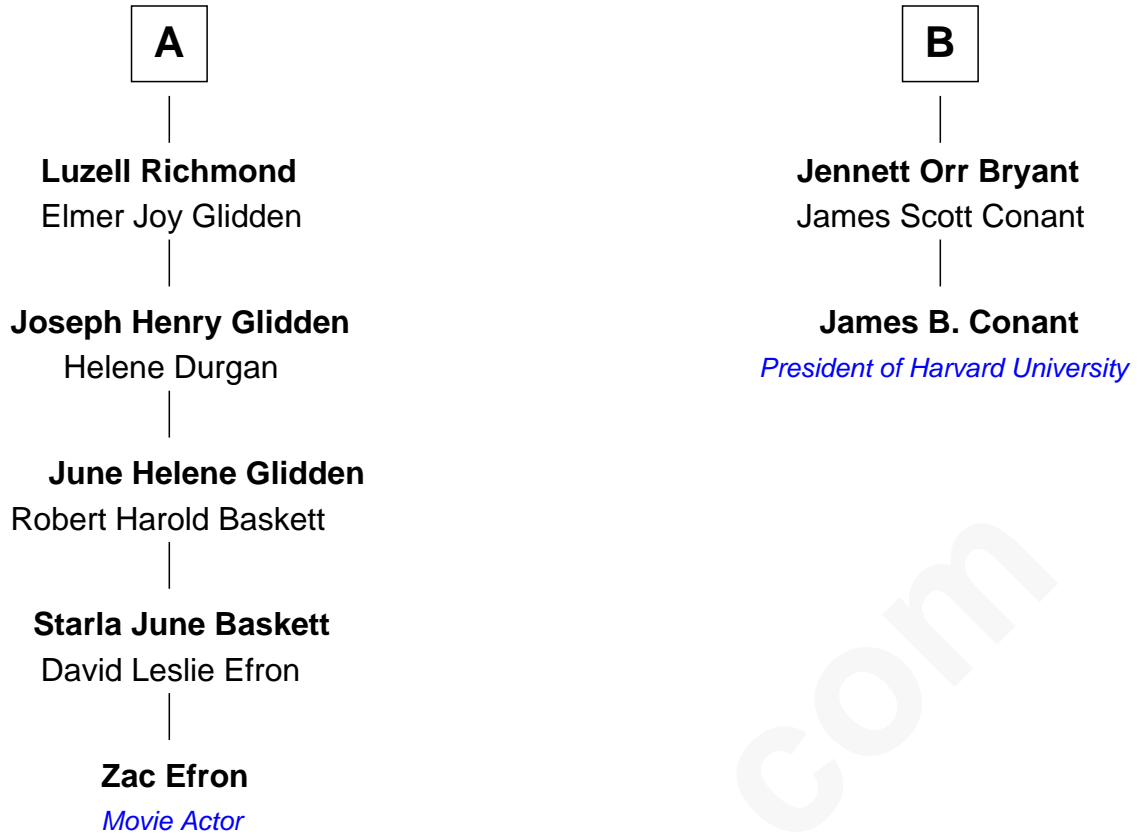 A
Luzell Richmond
Elmer Joy Glidden
Joseph Henry Glidden
Helene Durgan
June Helene Glidden
Robert Harold Baskett
Starla June Baskett
David Leslie Efron
Zac Efron
Movie Actor
B
Jennett Orr Bryant
James Scott Conant
James B. Conant
President of Harvard University
com